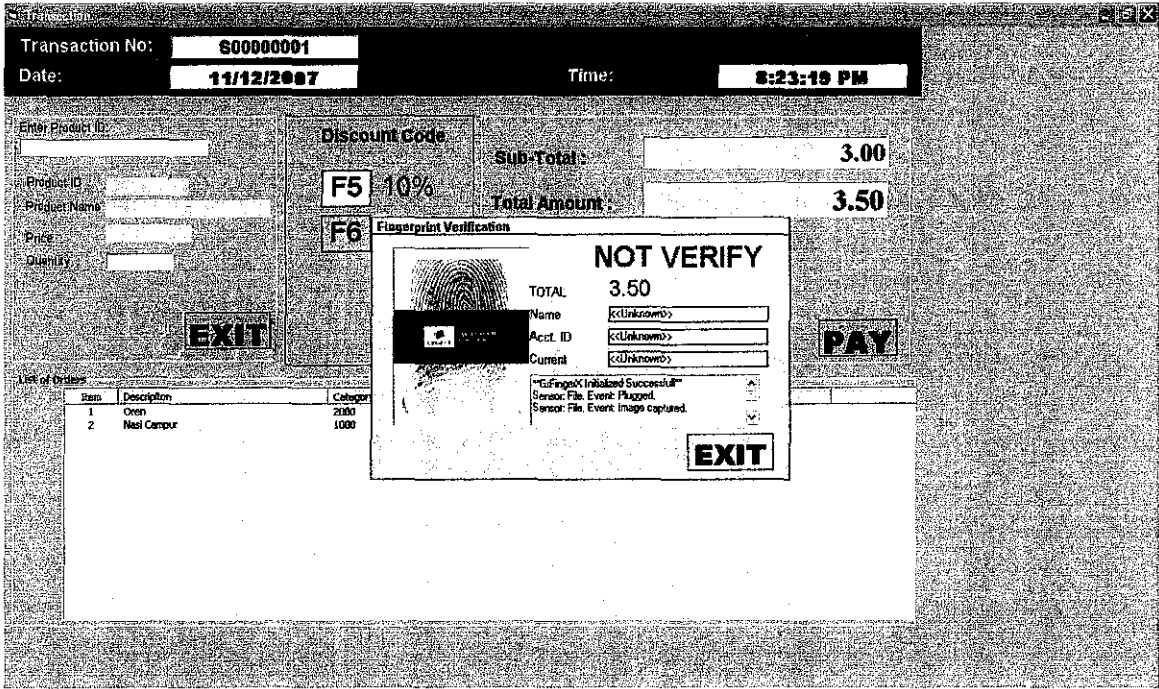 Transaction
Transaction No: S00000001
Date: 11/12/2007 Time: 8:23:19 PM
Enter Product ID:
Product ID
Product Name
Price
Quantity
EXIT
Discount Code
F5 10%
F6
Sub-Total : 3.00
Total Amount : 3.50
PAY
Fingerprint Verification
NOT VERIFY
TOTAL 3.50
Name <<Unknown>>
Acct. ID <<Unknown>>
Current <<Unknown>>
**GrFingerX Initialized Successfull**
Sensor: File. Event: Plugged.
Sensor: File. Event: Image captured.
EXIT
List of Orders
Item Description Category
1 Oren 2000
2 Nasi Campur 1000